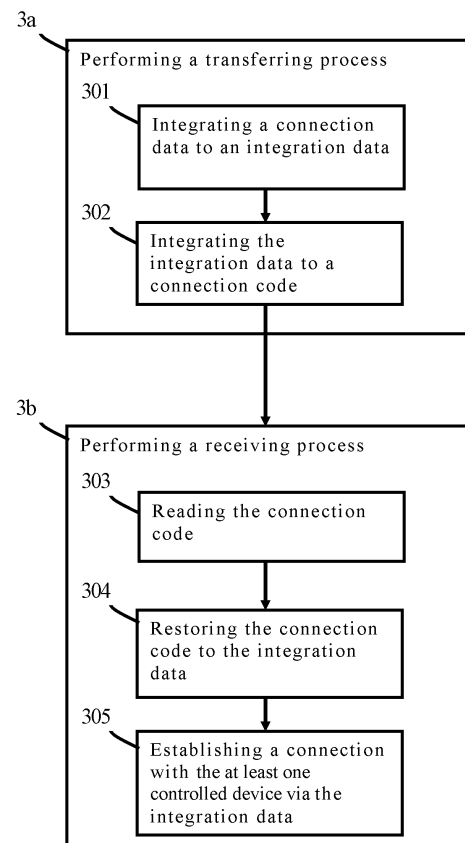 3a
Performing a transferring process
301
Integrating a connection
data to an integration data
302
Integrating the
integration data to a
connection code
3b
Performing a receiving process
303
Reading the connection
code
304
Restoring the connection
code to the integration
data
305
Establishing a connection
with the at least one
controlled device via the
integration data